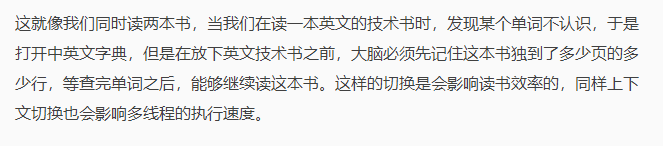 这就像我们同时读两本书，当我们在读一本英文的技术书时，发现某个单词不认识，于是
打开中英文字典，但是在放下英文技术书之前，大脑必须先记住这本书独到了多少页的多
少行，等查完单词之后，能够继续读这本书。这样的切换是会影响读书效率的，同样上下
文切换也会影响多线程的执行速度。